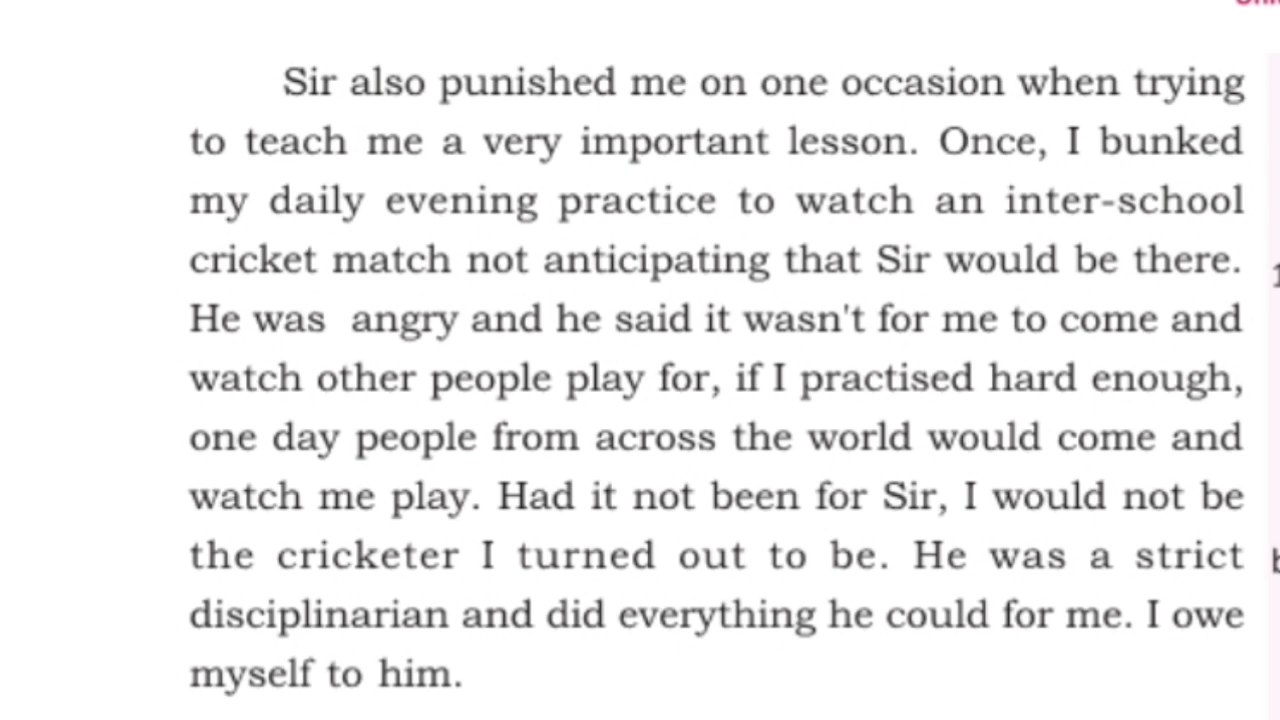 Sir also punished me on one occasion when trying
to teach me a very important lesson. Once, I bunked
my daily evening practice to watch an inter-school
cricket match not anticipating that Sir would be there.
He was  angry and he said it wasn't for me to come and
watch other people play for, if I practised hard enough,
one day people from across the world would come and
watch me play. Had it not been for Sir, I would not be
the cricketer I turned out to be. He was a strict
disciplinarian and did everything he could for me. I owe
myself to him.